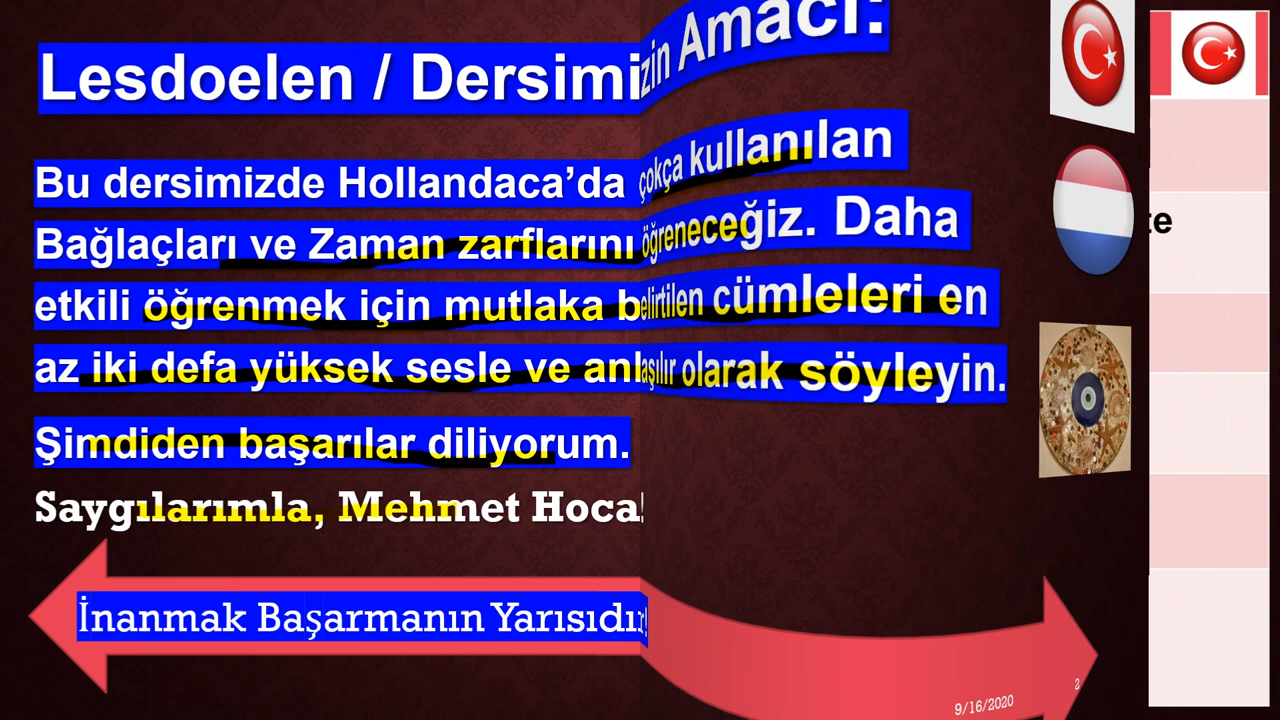 Lesdoelen / Dersimizin Amacı:
Bu dersimizde Hollandaca’da çokça kullanılan
Bağlaçları ve Zaman zarflarını öğreneceğiz. Daha
etkili öğrenmek için mutlaka belirtilen cümleleri en
az iki defa yüksek sesle ve anlaşılır olarak söyleyin.
Şimdiden başarılar diliyorum.
Saygılarımla, Mehmet Hoca!
İnanmak Başarmanın Yarısıdır!
9/16/2020
2